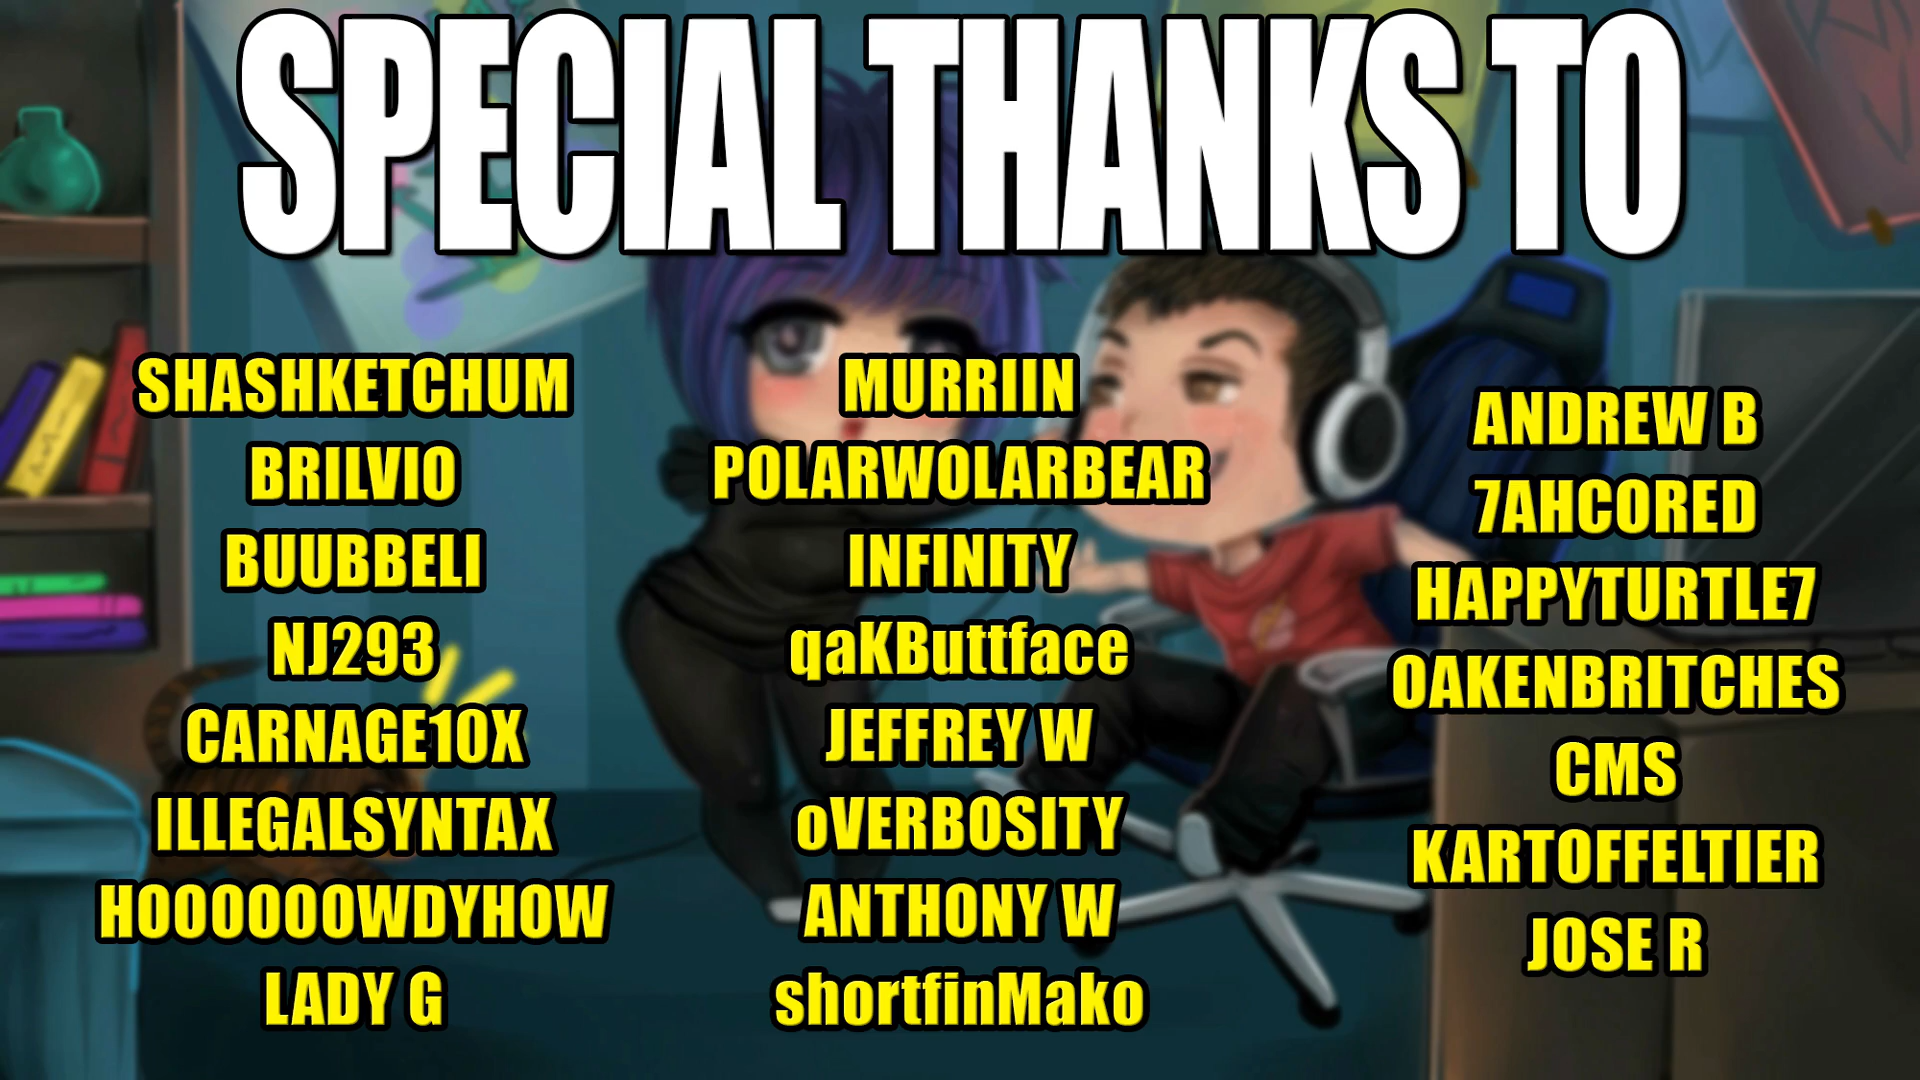 SPECIAL THANKS TO
SHASHKETCHUM
BRILVIO
BUUBBELI
NJ293
CARNAGE10X
ILLEGALSYNTAX
HOOOOOOWDYHOW
LADY G
MURRIIN
POLARWOLARBEAR
INFINITY
qaKButtface
JEFFREY W
oVERBOSITY
ANTHONY W
shortfinMako
ANDREW B
7AHCORED
HAPPYTURTLE7
OAKENBRITCHES
CMS
KARTOFFELTIER
JOSE R